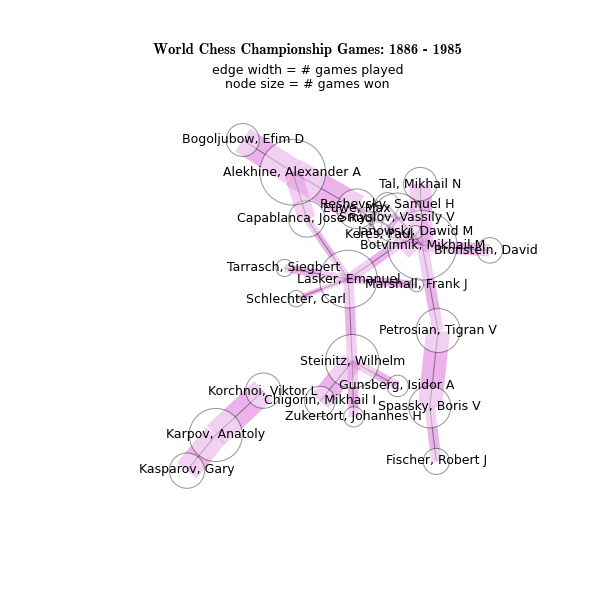 World Chess Championship Games: 1886 - 1985
edge width = # games played
node size = # games won
Bogoljubow, Efim D
Alekhine, Alexander A
Tal, Mikhail N
Reshevsky, Samuel H
Euwe, Max
Capablanca, Jose Raul
Smyslov, Vassily V
Janowski, Dawid M
Keres, Paul
Botvinnik, Mikhail M
Bronstein, David
Tarrasch, Siegbert
Lasker, Emanuel
Marshall, Frank J
Schlechter, Carl
Petrosian, Tigran V
Steinitz, Wilhelm
Gunsberg, Isidor A
Korchnoi, Viktor L
Chigorin, Mikhail I
Spassky, Boris V
Zukertort, Johannes H
Karpov, Anatoly
Fischer, Robert J
Kasparov, Gary